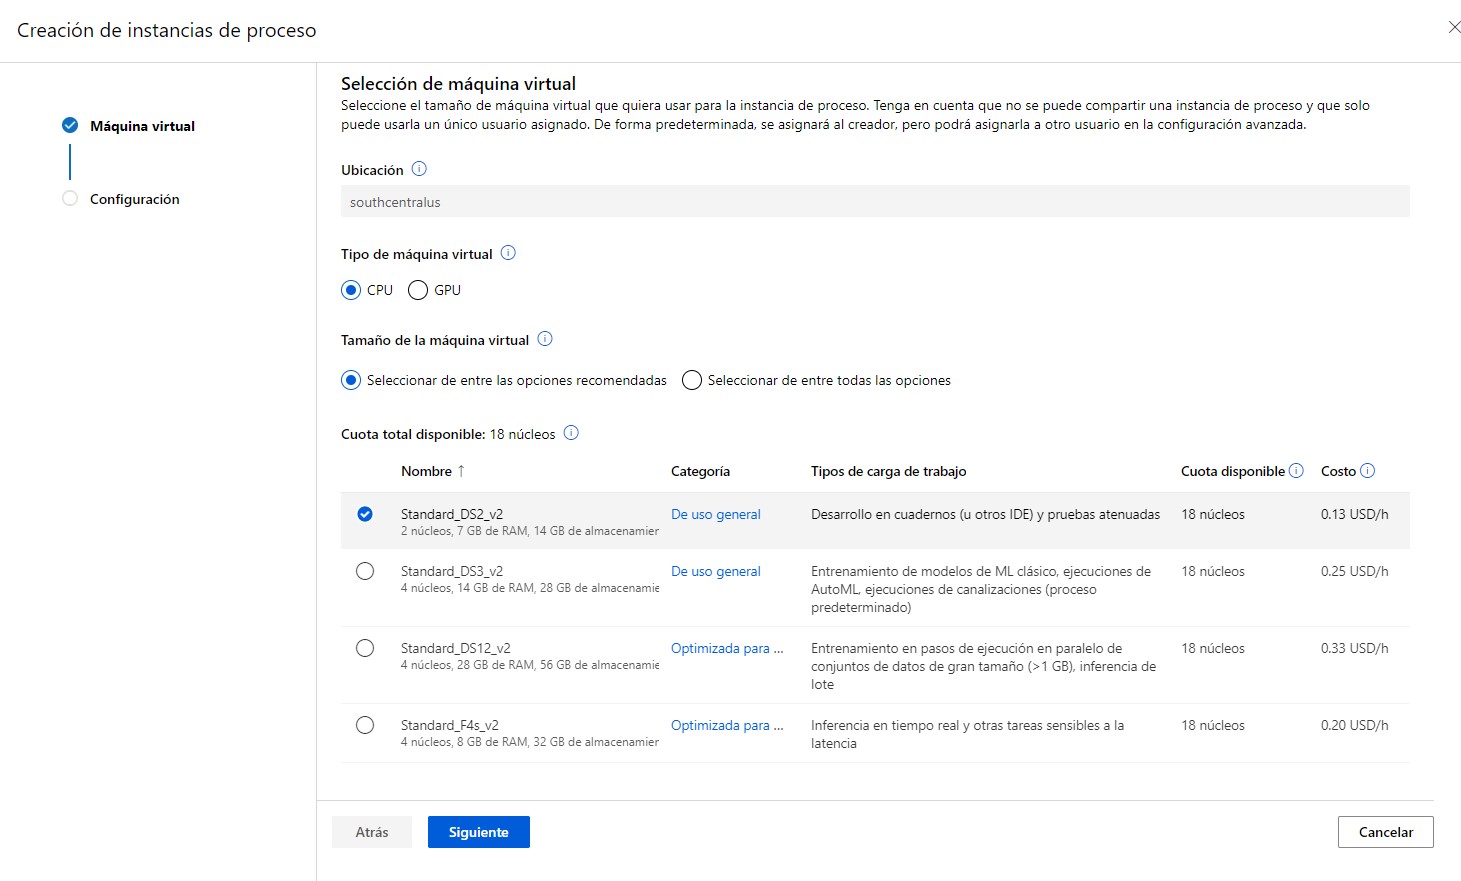 Creación de instancias de proceso
Máquina virtual
Configuración
Selección de máquina virtual
Seleccione el tamaño de máquina virtual que quiera usar para la instancia de proceso. Tenga en cuenta que no se puede compartir una instancia de proceso y que solo
puede usarla un único usuario asignado. De forma predeterminada, se asignará al creador, pero podrá asignarla a otro usuario en la configuración avanzada.
Ubicación
southcentralus
Tipo de máquina virtual
CPU GPU
Tamaño de la máquina virtual
Seleccionar de entre las opciones recomendadas Seleccionar de entre todas las opciones
Cuota total disponible: 18 núcleos
Nombre ↑ Categoría Tipos de carga de trabajo Cuota disponible Costo
Standard_DS2_v2 De uso general Desarrollo en cuadernos (u otros IDE) y pruebas atenuadas 18 núcleos 0.13 USD/h
2 núcleos, 7 GB de RAM, 14 GB de almacenamier
Standard_DS3_v2 De uso general Entrenamiento de modelos de ML clásico, ejecuciones de 18 núcleos 0.25 USD/h
4 núcleos, 14 GB de RAM, 28 GB de almacenamie AutoML, ejecuciones de canalizaciones (proceso
predeterminado)
Standard_DS12_v2 Optimizada para ... Entrenamiento en pasos de ejecución en paralelo de 18 núcleos 0.33 USD/h
4 núcleos, 28 GB de RAM, 56 GB de almacenamie conjuntos de datos de gran tamaño (>1 GB), inferencia de
lote
Standard_F4s_v2 Optimizada para ... Inferencia en tiempo real y otras tareas sensibles a la 18 núcleos 0.20 USD/h
4 núcleos, 8 GB de RAM, 32 GB de almacenamier latencia
Atrás Siguiente Cancelar